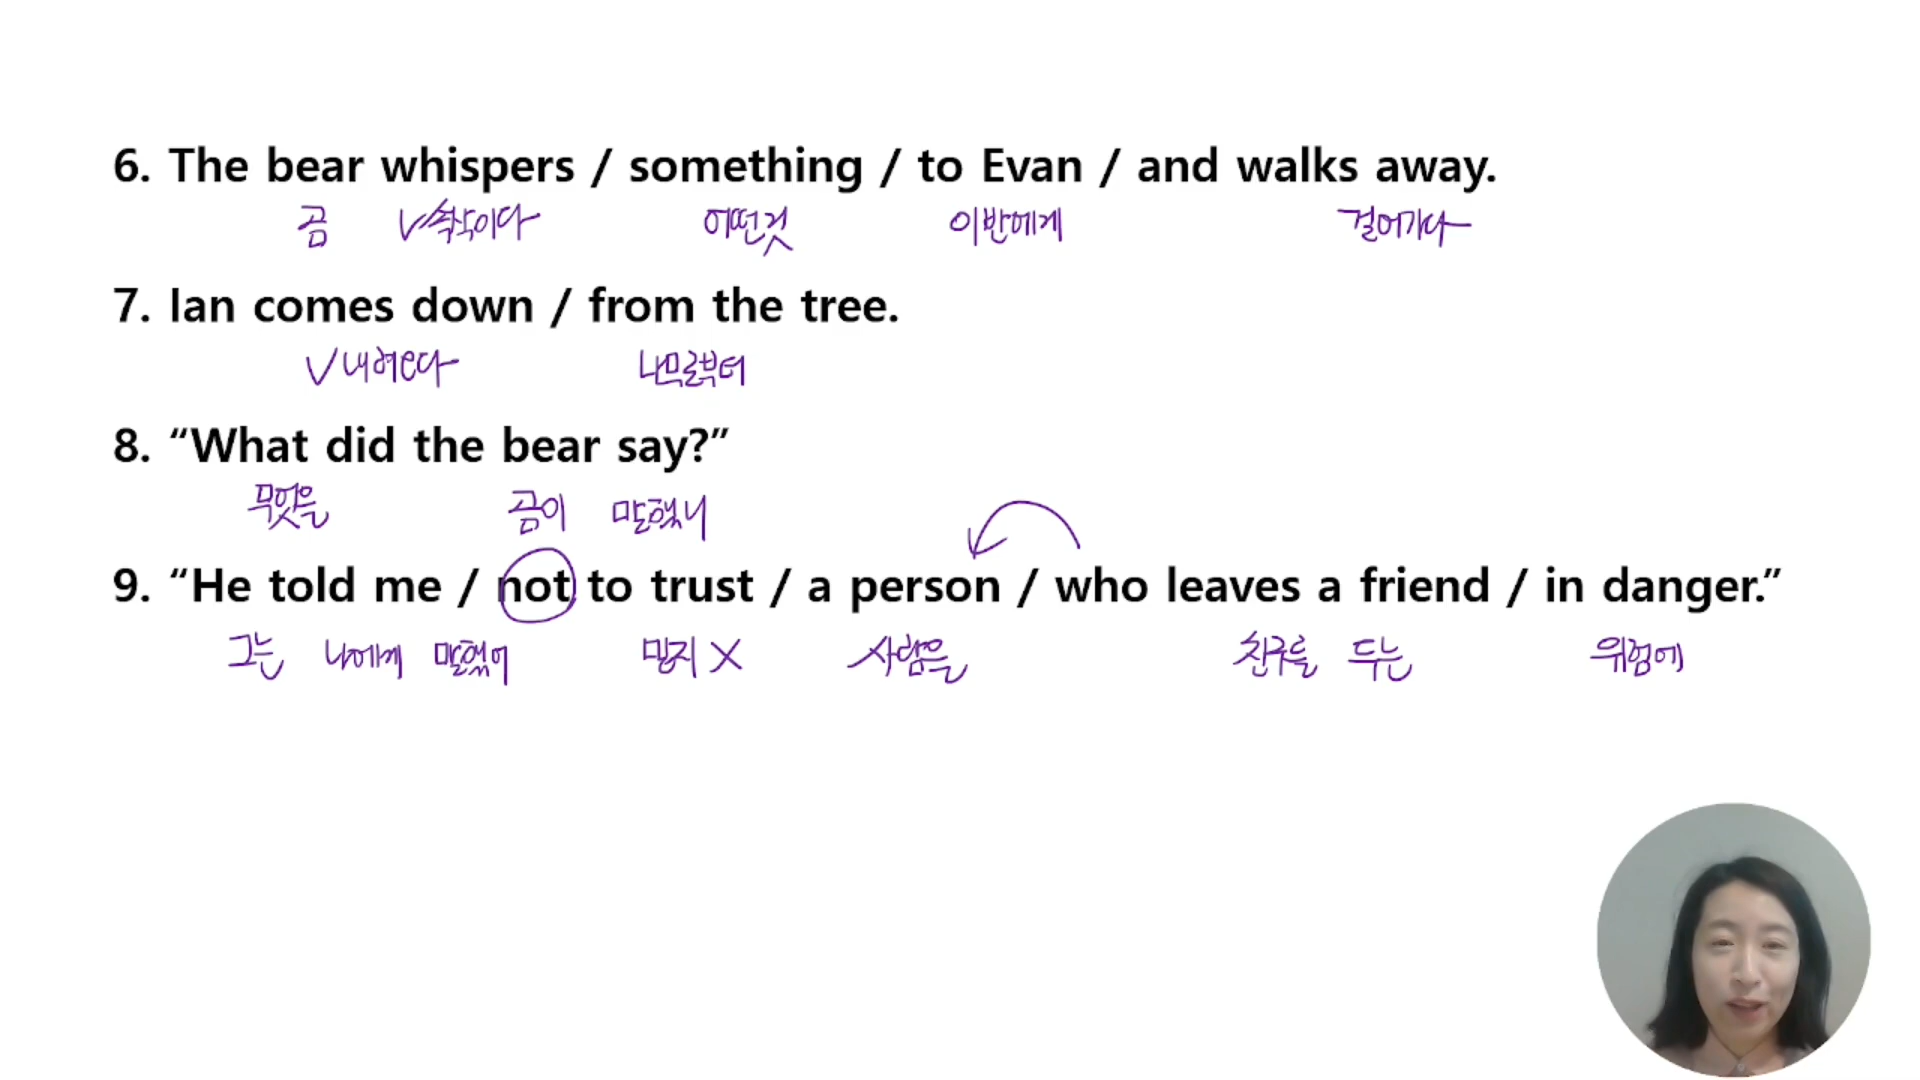 6. The bear whispers / something / to Evan / and walks away.
곰 V속삭이다 어떤것 이반에게 걸어가다
7. Ian comes down / from the tree.
V내려온다 나무로부터
8. “What did the bear say?”
무엇을 곰이 말했니
9. “He told me / not to trust / a person / who leaves a friend / in danger.”
그는 나에게 말했어 믿지 X 사람을 친구를 두는 위험에